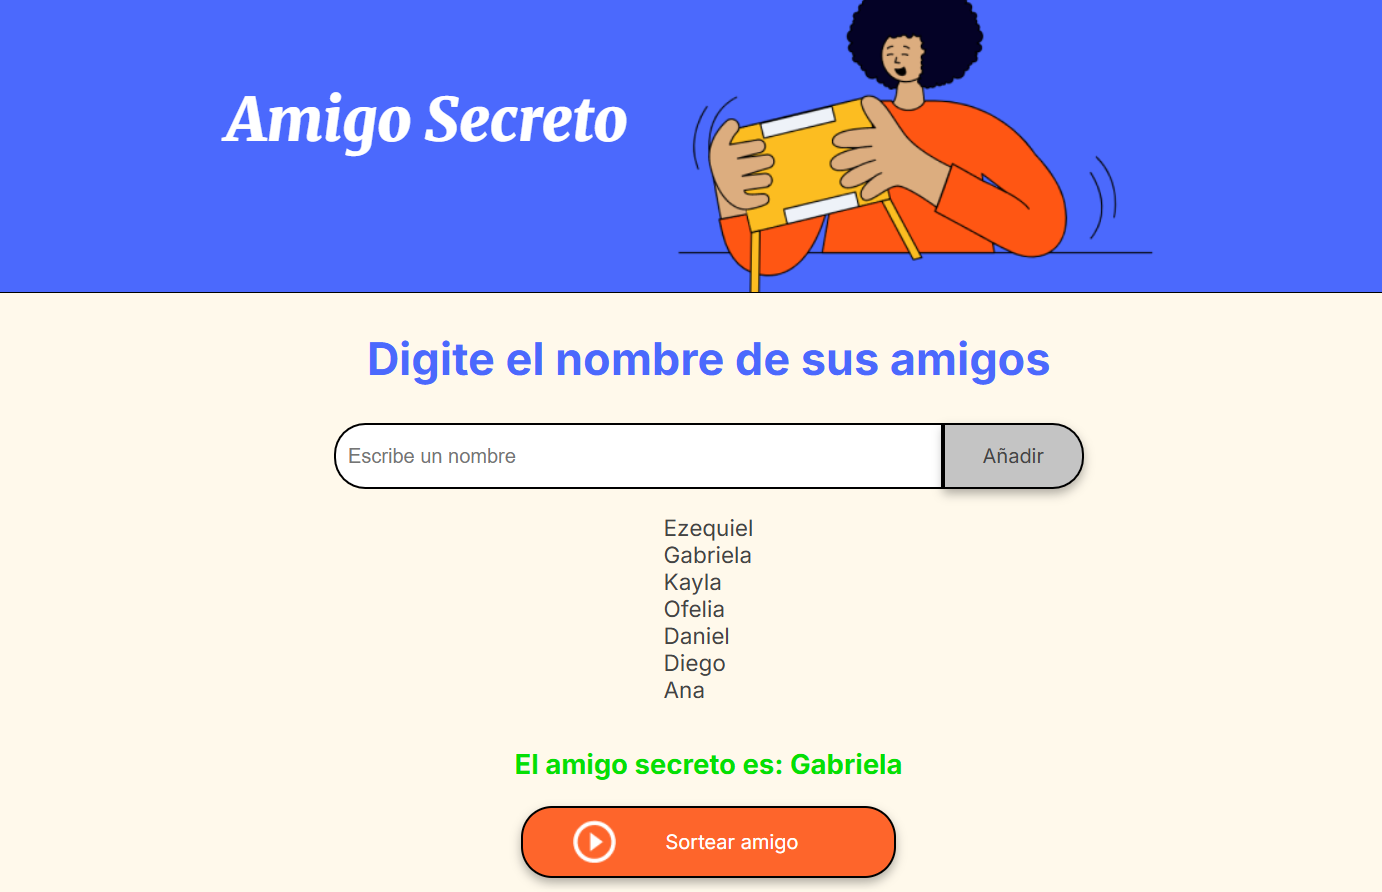 Amigo Secreto
Digite el nombre de sus amigos
Escribe un nombre
Añadir
Ezequiel
Gabriela
Kayla
Ofelia
Daniel
Diego
Ana
El amigo secreto es: Gabriela
Sortear amigo